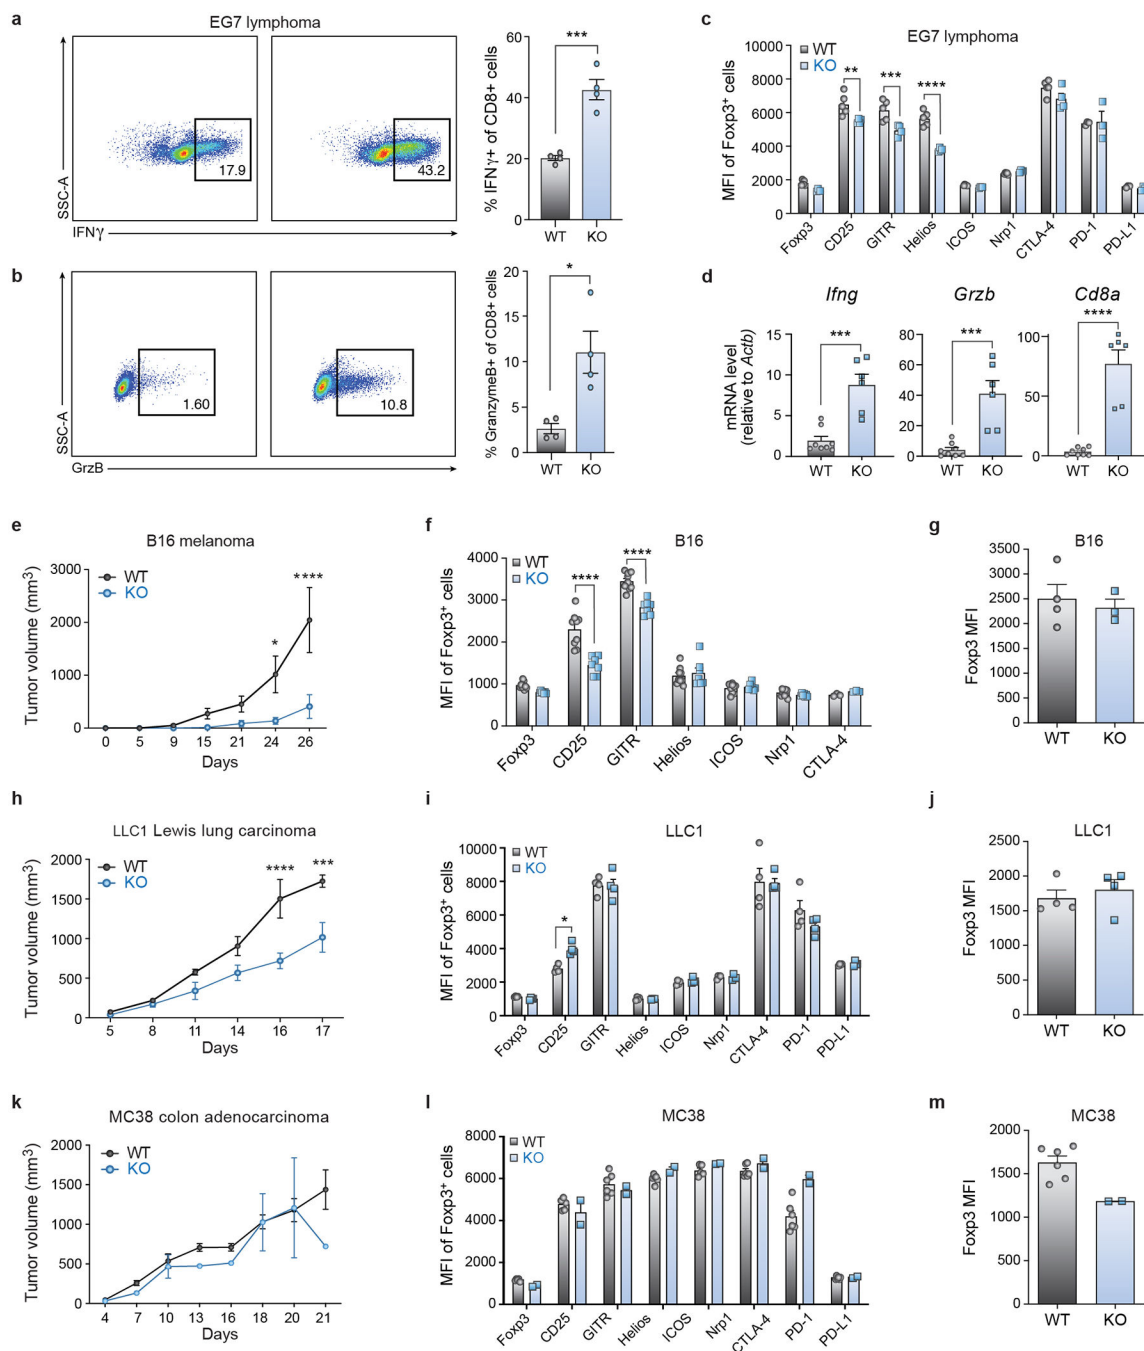 a
EG7 lymphoma
SSC-A
17.9
43.2
IFNγ
% IFNγ+ of CD8+ cells
60
40
20
0
***
WT KO
b
SSC-A
1.60
10.8
GrzB
% GranzymeB+ of CD8+ cells
20
15
10
5
0
*
WT KO
c
EG7 lymphoma
WT
KO
MFI of Foxp3+ cells
10000
8000
6000
4000
2000
0
** *** ****
Foxp3 CD25 GITR Helios ICOS Nrp1 CTLA-4 PD-1 PD-L1
d
Ifng Grzb Cd8a
mRNA level
(relative to Actb)
15
10
5
0
***
WT KO
80
60
40
20
0
***
WT KO
100
50
0
****
WT KO
e
B16 melanoma
WT
KO
Tumor volume (mm3)
3000
2000
1000
0
* ****
0 5 9 15 21 24 26
Days
f
B16
WT
KO
MFI of Foxp3+ cells
4000
3000
2000
1000
0
**** ****
Foxp3 CD25 GITR Helios ICOS Nrp1 CTLA-4
g
B16
Foxp3 MFI
3500
3000
2500
2000
1500
1000
500
0
WT KO
h
LLC1 Lewis lung carcinoma
WT
KO
Tumor volume (mm3)
2000
1500
1000
500
0
**** ***
5 8 11 14 16 17
Days
i
LLC1
WT
KO
MFI of Foxp3+ cells
10000
8000
6000
4000
2000
0
*
Foxp3 CD25 GITR Helios ICOS Nrp1 CTLA-4 PD-1 PD-L1
j
LLC1
Foxp3 MFI
2500
2000
1500
1000
500
0
WT KO
k
MC38 colon adenocarcinoma
WT
KO
Tumor volume (mm3)
2000
1500
1000
500
0
4 7 10 13 16 18 20 21
Days
l
MC38
WT
KO
MFI of Foxp3+ cells
8000
6000
4000
2000
0
Foxp3 CD25 GITR Helios ICOS Nrp1 CTLA-4 PD-1 PD-L1
m
MC38
Foxp3 MFI
2000
1500
1000
500
0
WT KO